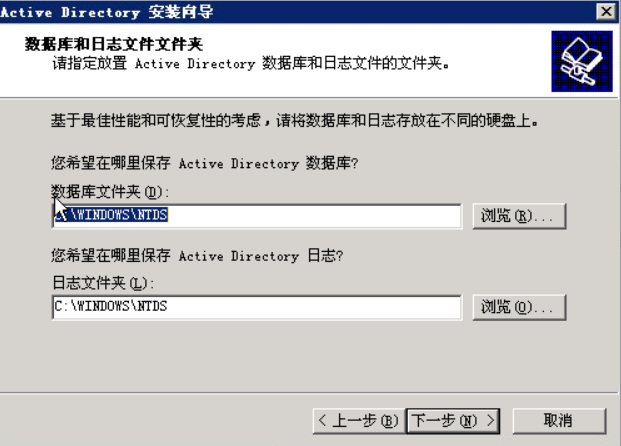 Active Directory 安装向导
数据库和日志文件文件夹
请指定放置 Active Directory 数据库和日志文件的文件夹。
基于最佳性能和可恢复性的考虑，请将数据库和日志存放在不同的硬盘上。
您希望在哪里保存 Active Directory 数据库?
数据库文件夹(D):
C:\WINDOWS\NTDS
浏览(R)...
您希望在哪里保存 Active Directory 日志?
日志文件夹(L):
C:\WINDOWS\NTDS
浏览(O)...
< 上一步(B) 下一步(N) > 取消